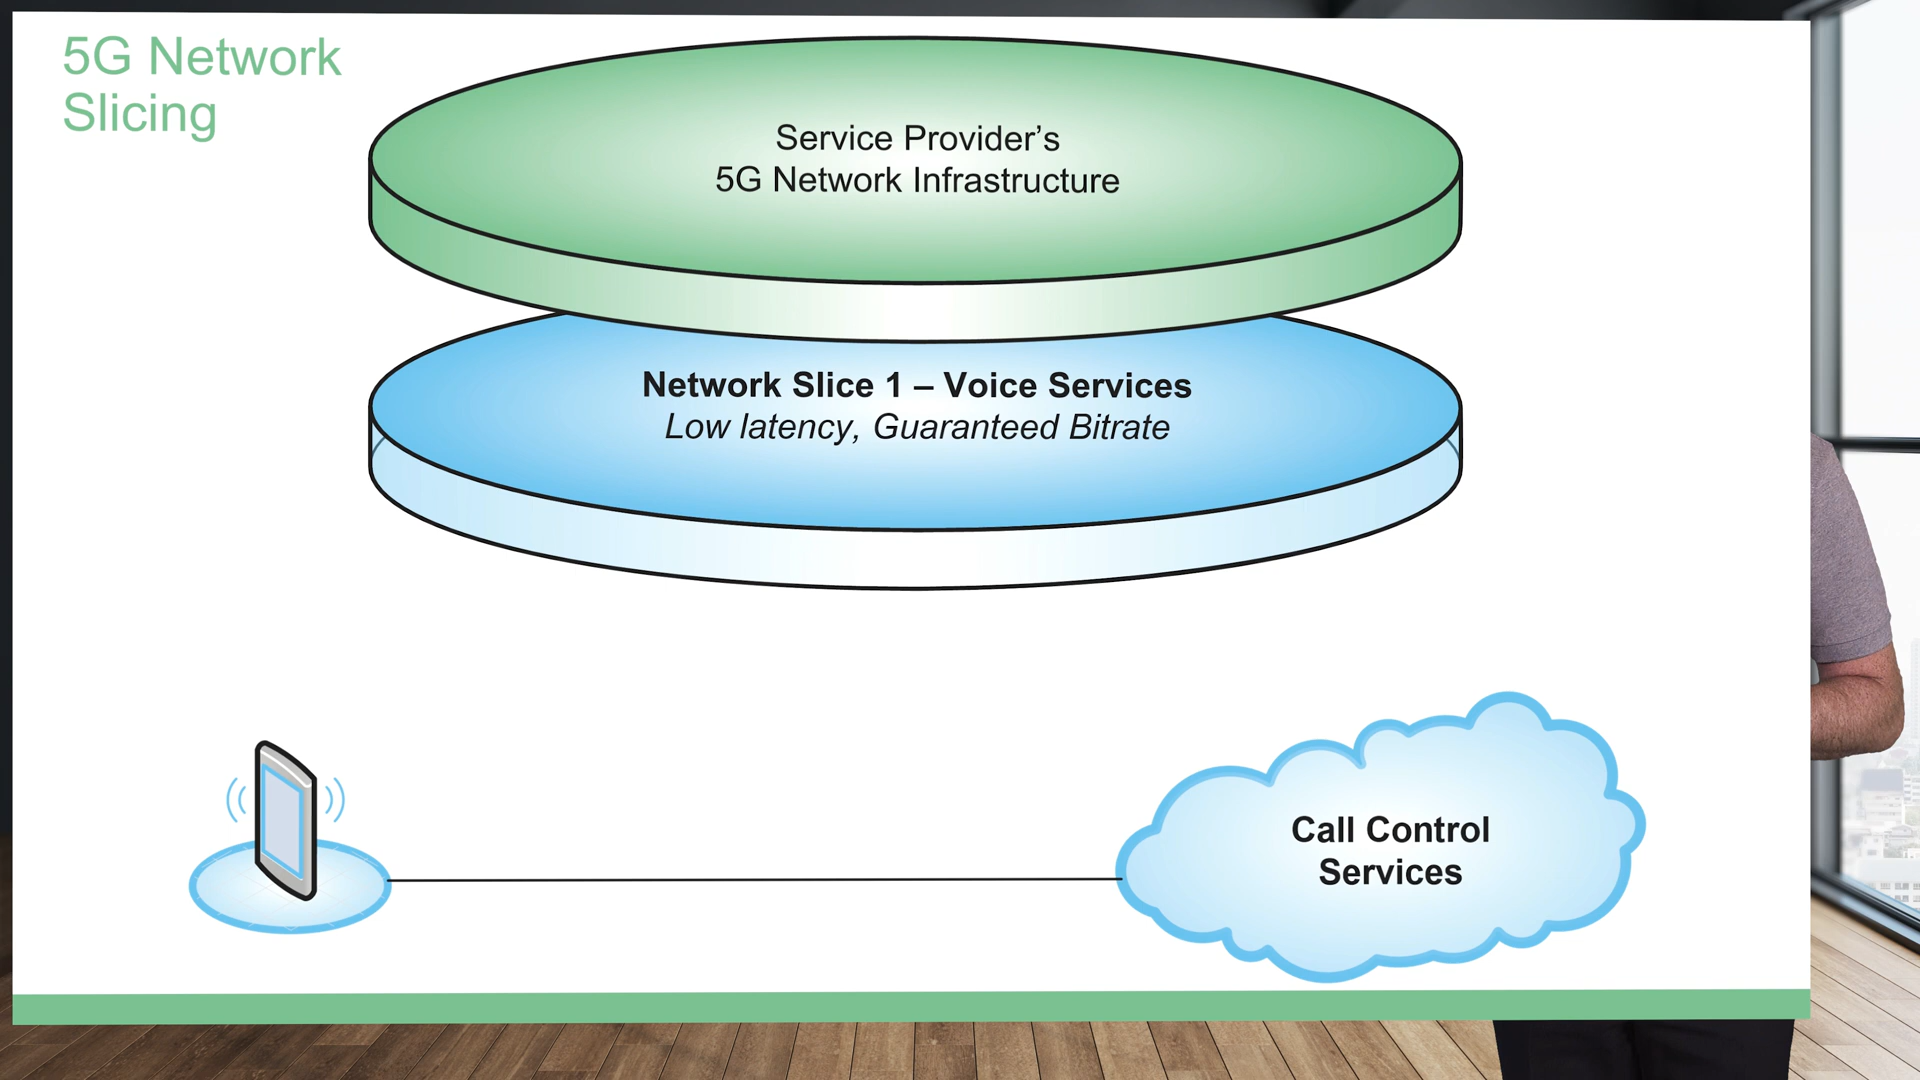 5G Network
Slicing
Service Provider’s
5G Network Infrastructure
Network Slice 1 – Voice Services
Low latency, Guaranteed Bitrate
Call Control
Services